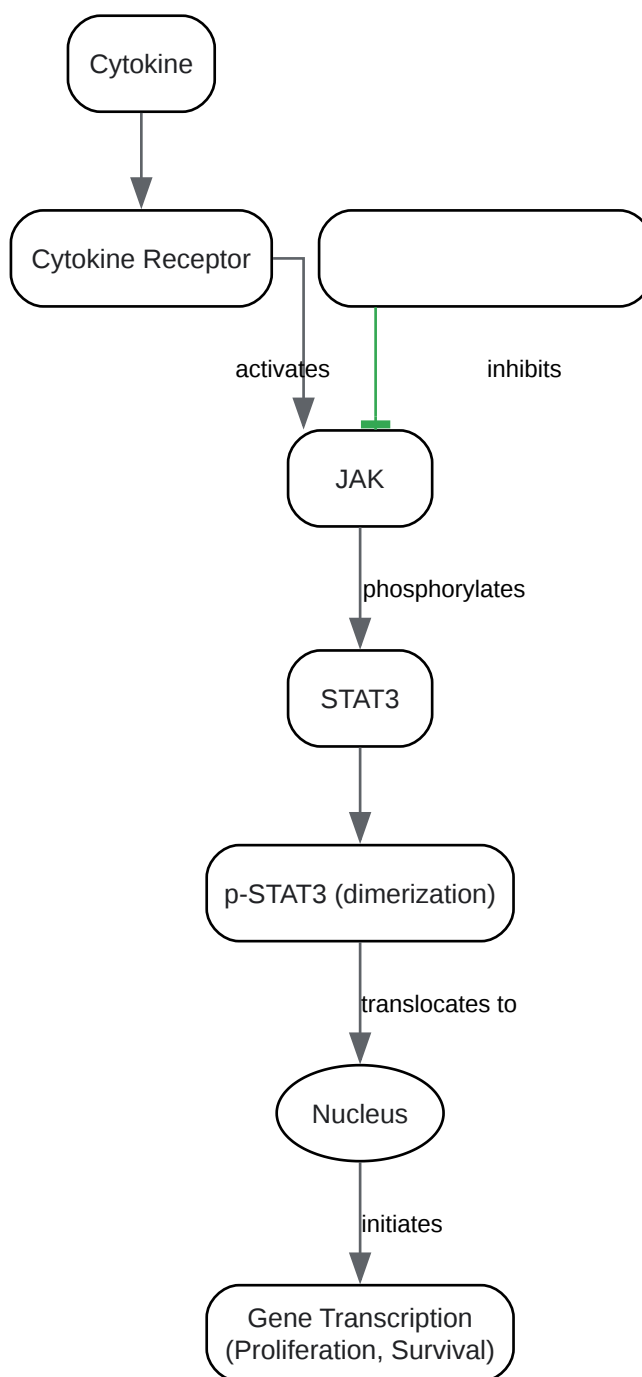 Cytokine
Cytokine Receptor
activates
inhibits
JAK
phosphorylates
STAT3
p-STAT3 (dimerization)
translocates to
Nucleus
initiates
Gene Transcription
(Proliferation, Survival)